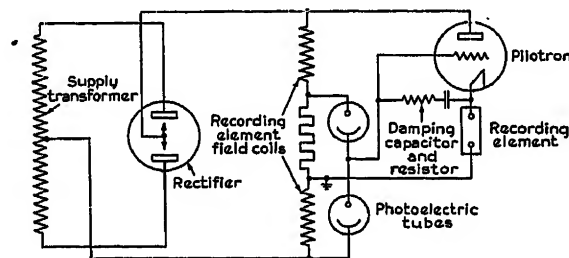 Supply
transformer
Rectifier
Recording
element
field coils
Pliotron
Damping
capacitor
and
resistor
Recording
element
Photoelectric
tubes